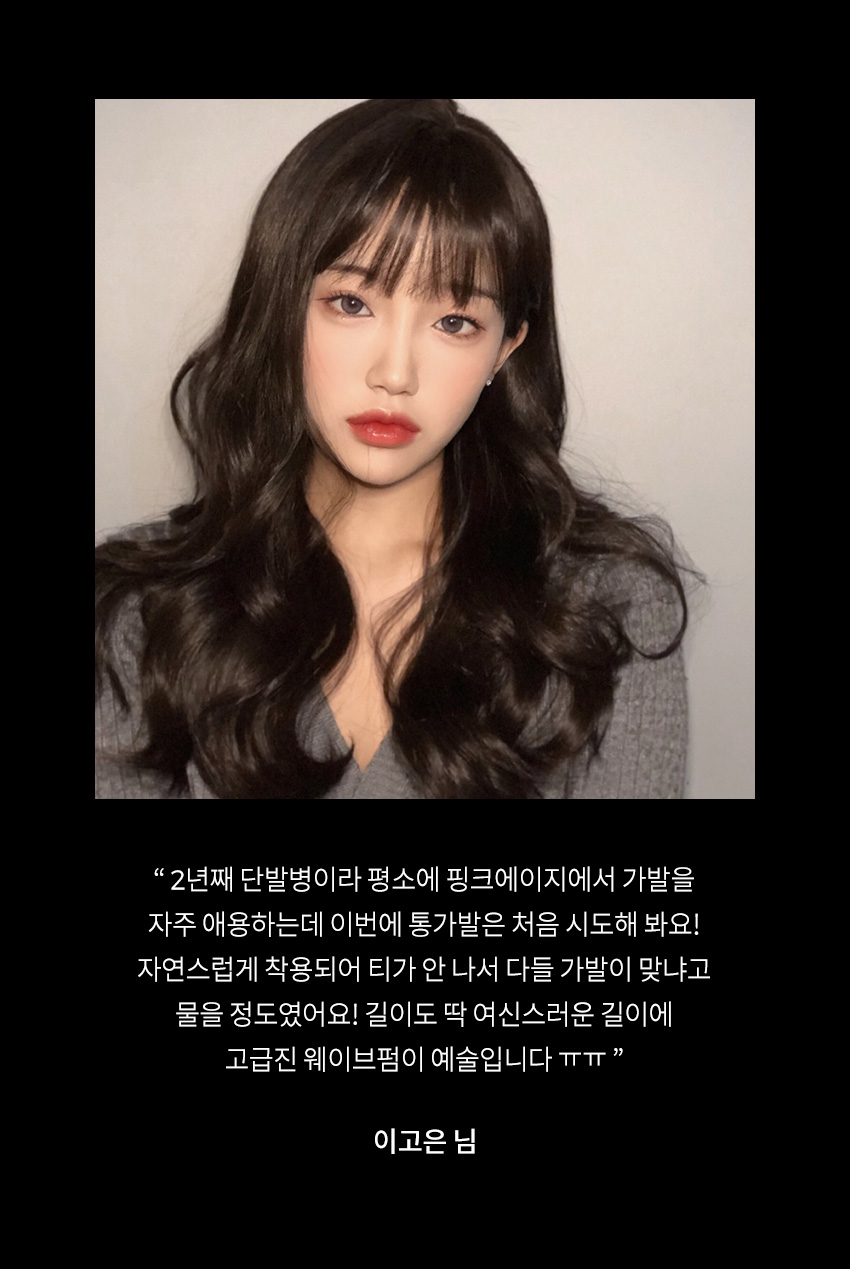 “ 2년째 단발병이라 평소에 핑크에이지에서 가발을
자주 애용하는데 이번에 통가발은 처음 시도해 봐요!
자연스럽게 착용되어 티가 안 나서 다들 가발이 맞냐고
물을 정도였어요! 길이도 딱 여신스러운 길이에
고급진 웨이브펌이 예술입니다 ㅠㅠ ”
이고은 님